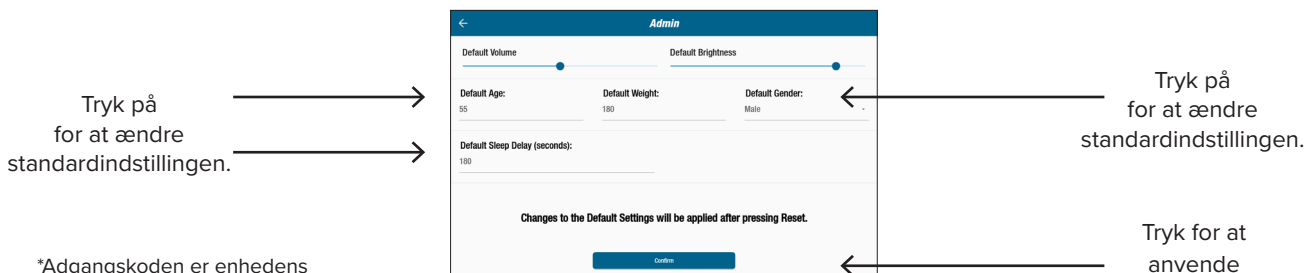 Admin
Default Volume
Default Brightness
Tryk på
for at ændre
standardindstillingen.
Default Age:
Default Weight:
Default Gender:
55
180
Male
Default Sleep Delay (seconds):
180
Tryk på
for at ændre
standardindstillingen.
Changes to the Default Settings will be applied after pressing Reset.
Confirm
*Adgangskoden er enhedens
Tryk for at
anvende